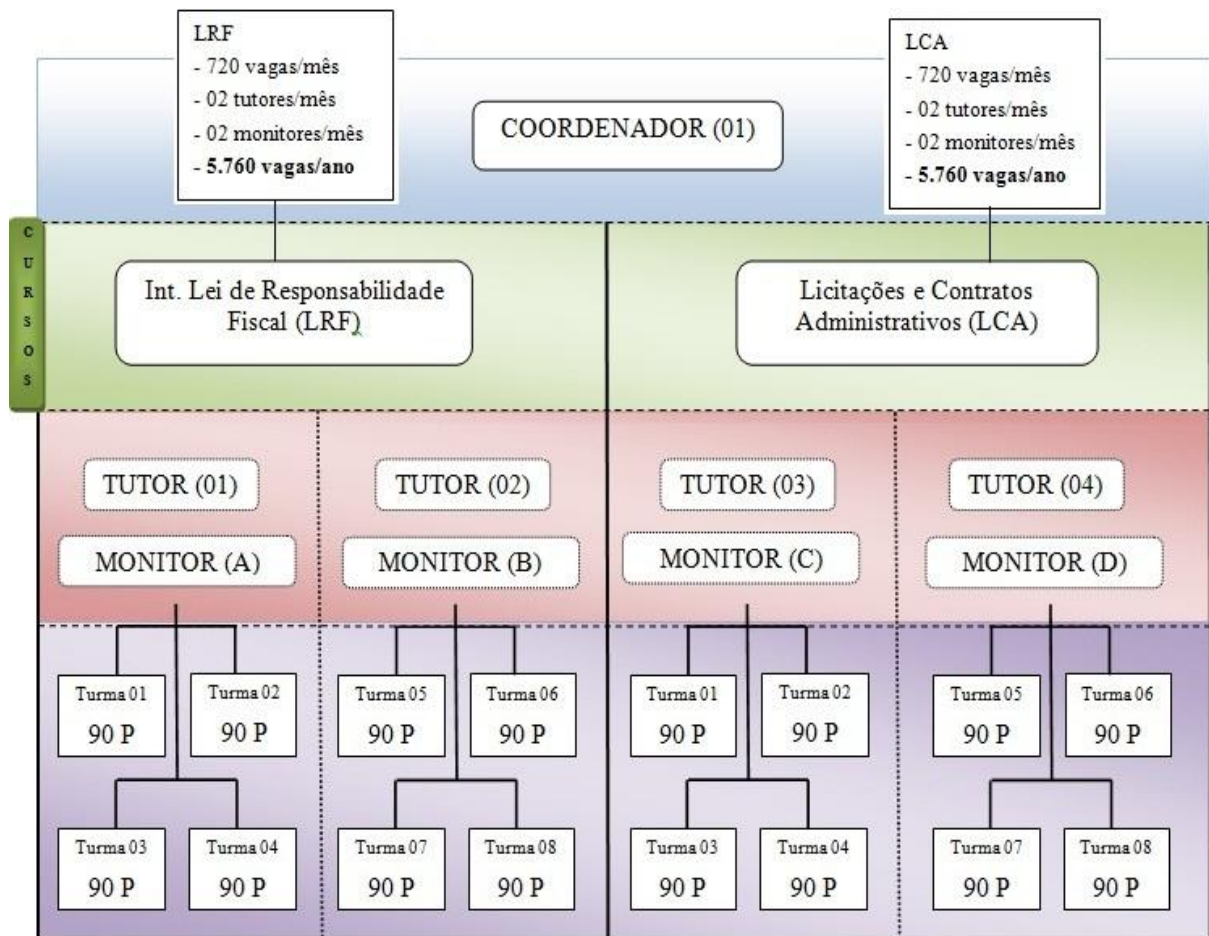 LRF
- 720 vagas/mês
- 02 tutores/mês
- 02 monitores/mês
- 5.760 vagas/ano
LCA
- 720 vagas/mês
- 02 tutores/mês
- 02 monitores/mês
- 5.760 vagas/ano
COORDENADOR (01)
CURSOS
Int. Lei de Responsabilidade
Fiscal (LRF)
Licitações e Contratos
Administrativos (LCA)
TUTOR (01)
MONITOR (A)
TUTOR (02)
MONITOR (B)
TUTOR (03)
MONITOR (C)
TUTOR (04)
MONITOR (D)
Turma 01
90 P
Turma 02
90 P
Turma 03
90 P
Turma 04
90 P
Turma 05
90 P
Turma 06
90 P
Turma 07
90 P
Turma 08
90 P
Turma 01
90 P
Turma 02
90 P
Turma 03
90 P
Turma 04
90 P
Turma 05
90 P
Turma 06
90 P
Turma 07
90 P
Turma 08
90 P